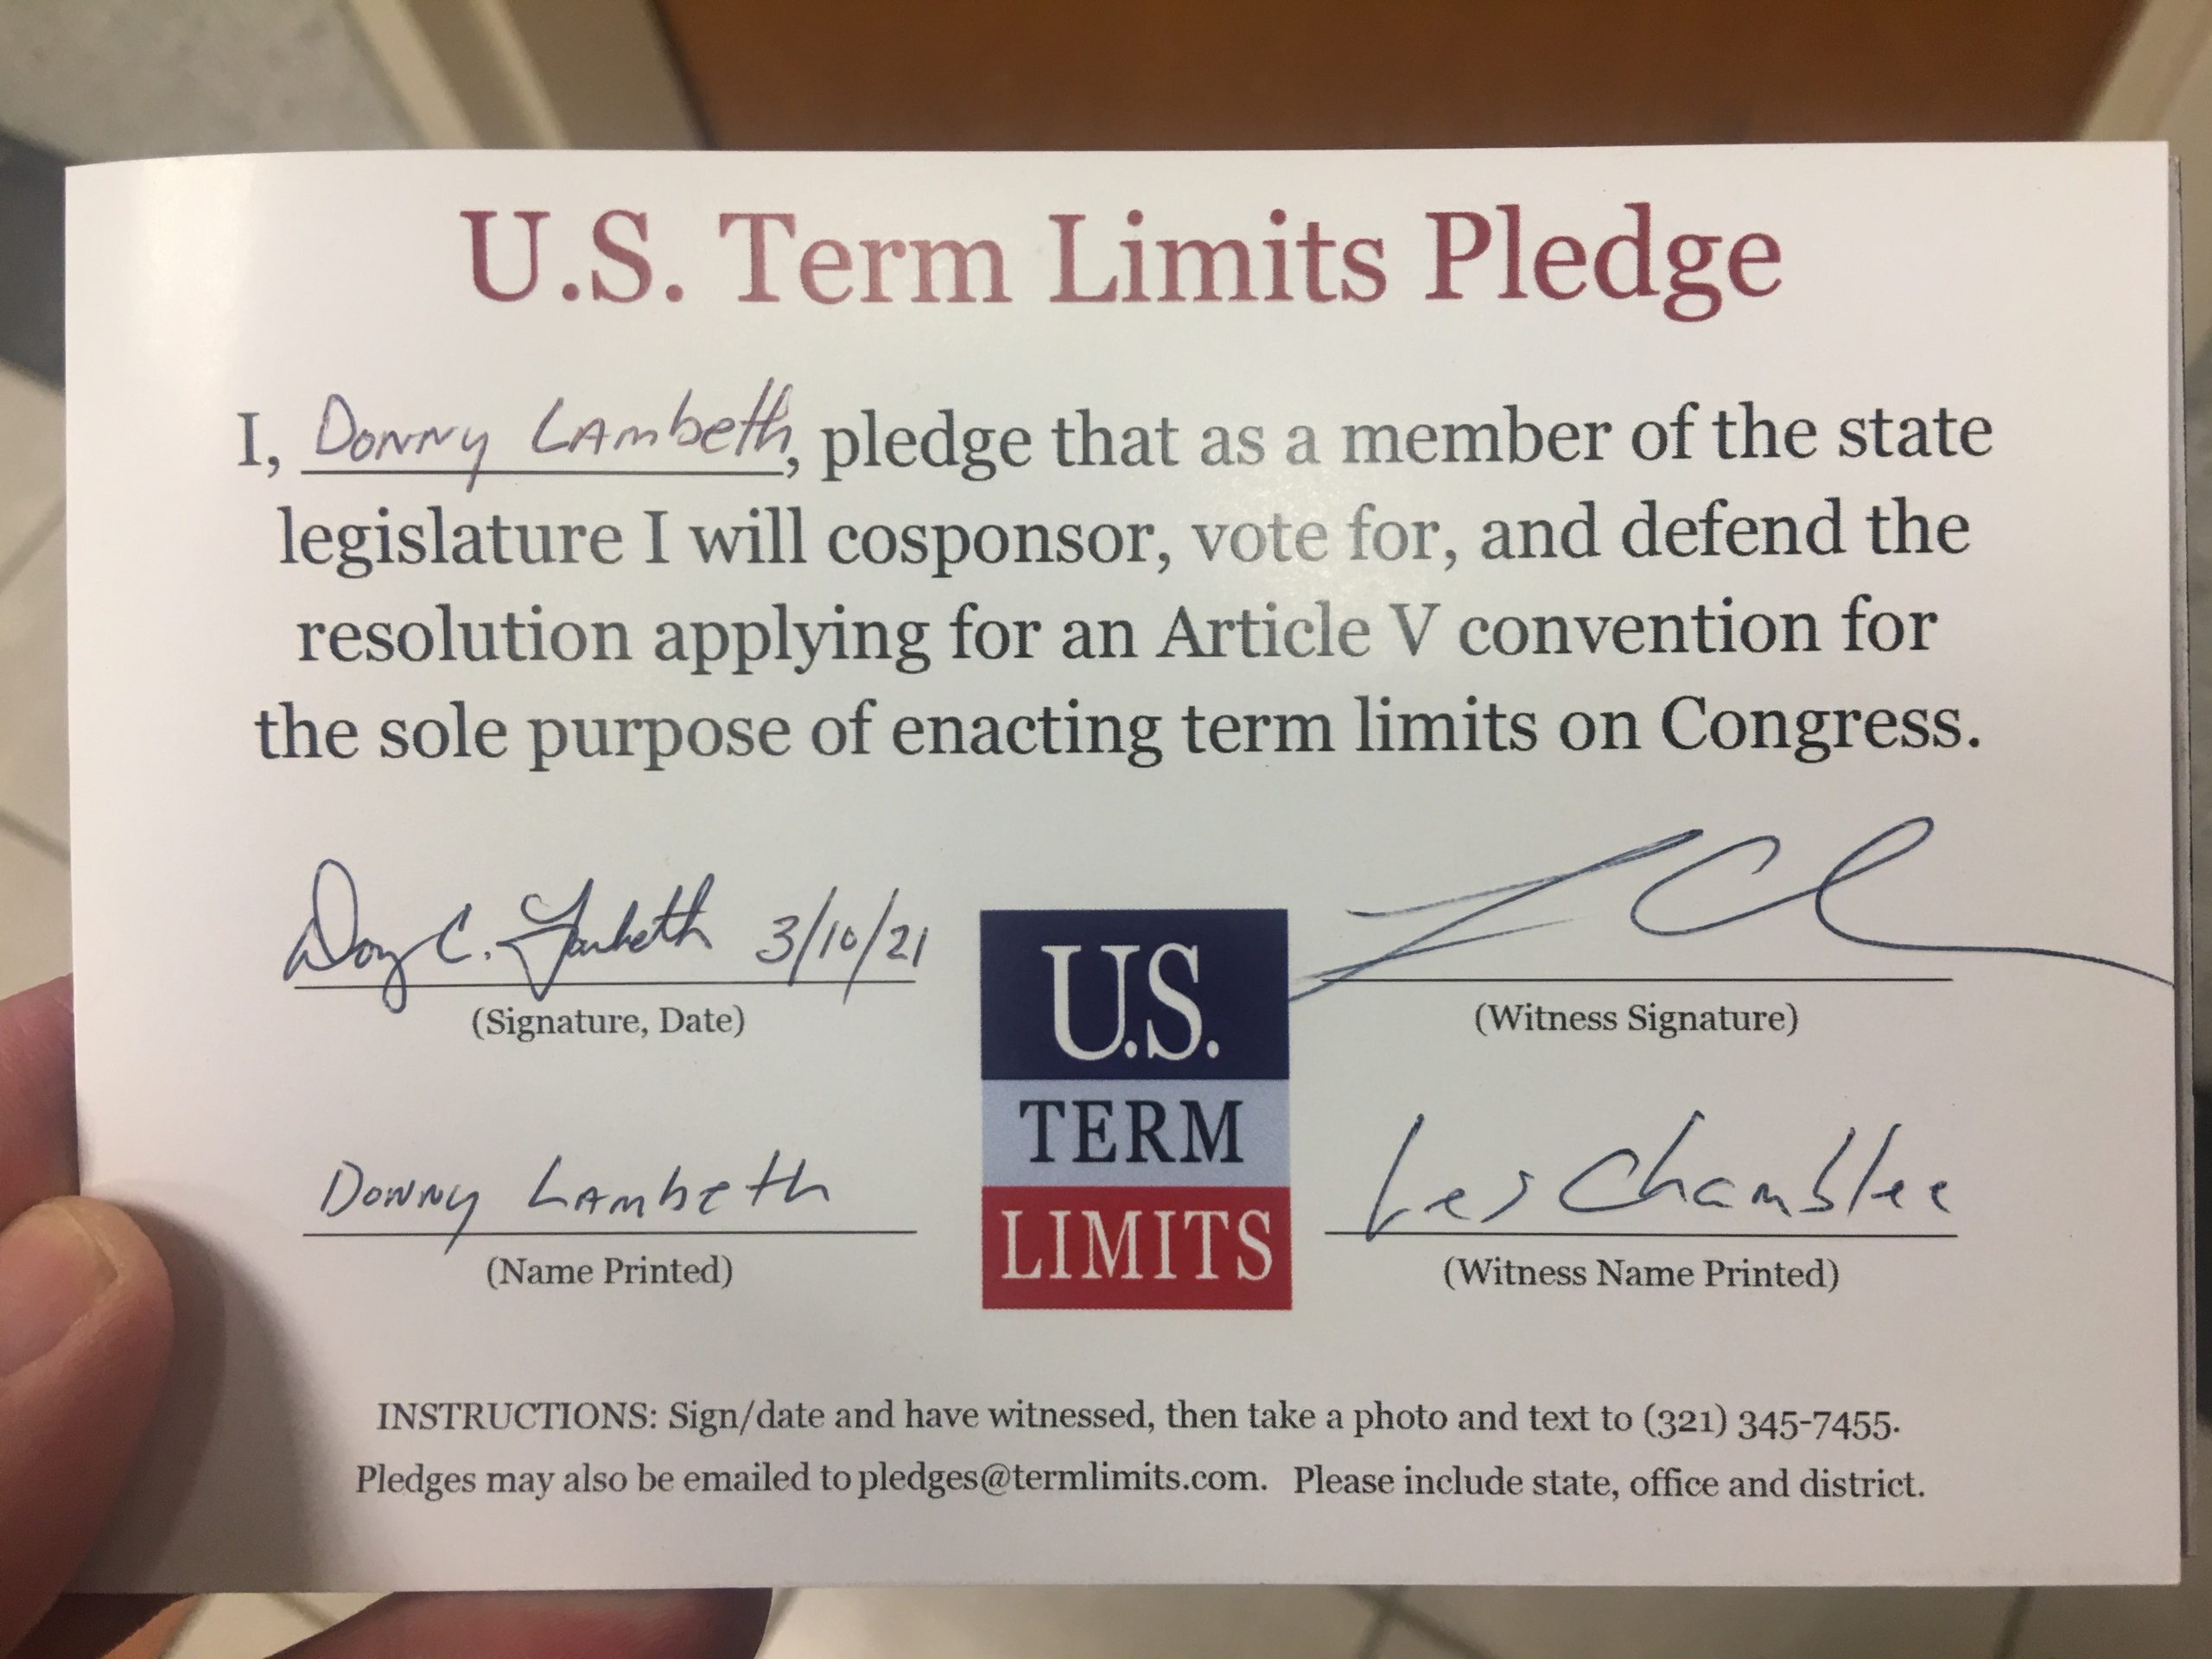 U.S. Term Limits Pledge
I, Donny Lambeth, pledge that as a member of the state
legislature I will cosponsor, vote for, and defend the
resolution applying for an Article V convention for
the sole purpose of enacting term limits on Congress.
Donny C. Lambeth 3/10/21
(Signature, Date)
(Witness Signature)
U.S.
TERM
LIMITS
Donny Lambeth
(Name Printed)
Les Chamblee
(Witness Name Printed)
INSTRUCTIONS: Sign/date and have witnessed, then take a photo and text to (321) 345-7455.
Pledges may also be emailed to pledges@termlimits.com. Please include state, office and district.